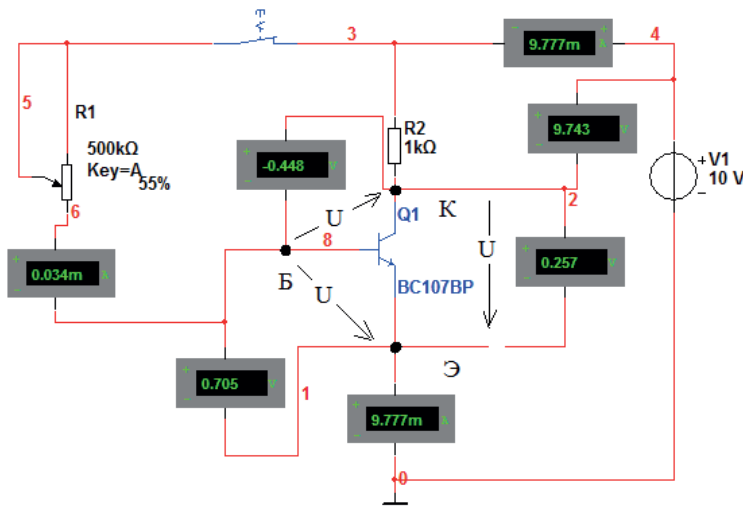 3
9.777m
4
5
R1
500kΩ
Key=A
55%
R2
1kΩ
9.743
V1
10 V
-0.448
6
U
К
2
Q1
8
U
0.034m
Б
U
BC107BP
0.257
Э
0.705
1
9.777m
0